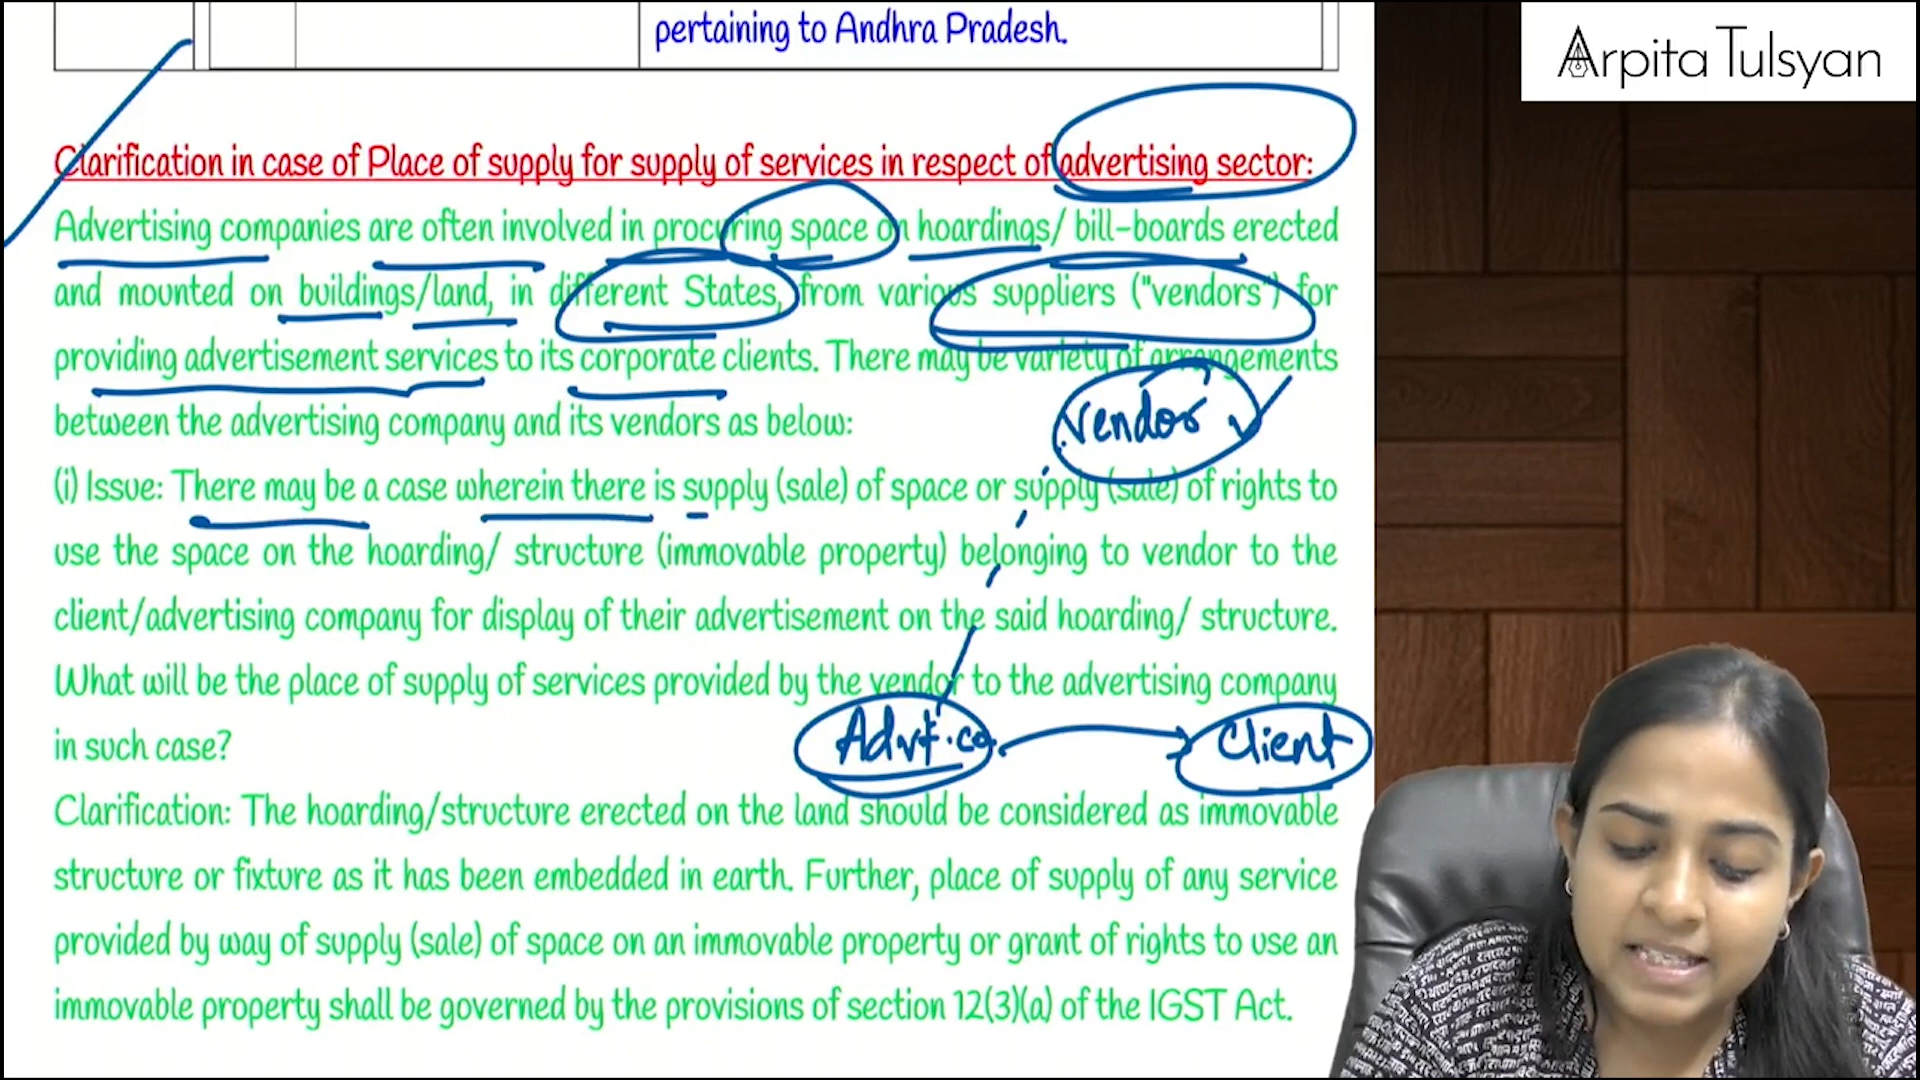 pertaining to Andhra Pradesh.
Arpita Tulsyan
Clarification in case of Place of supply for supply of services in respect of advertising sector:
Advertising companies are often involved in procuring space on hoardings/ bill-boards erected
and mounted on buildings/land, in different States, from various suppliers ("vendors") for
providing advertisement services to its corporate clients. There may be variety of arrangements
between the advertising company and its vendors as below:
Vendor
(i) Issue: There may be a case wherein there is supply (sale) of space or supply (sale) of rights to
use the space on the hoarding/ structure (immovable property) belonging to vendor to the
client/advertising company for display of their advertisement on the said hoarding/ structure.
What will be the place of supply of services provided by the vendor to the advertising company
in such case?
Advt. co. Client
Clarification: The hoarding/structure erected on the land should be considered as immovable
structure or fixture as it has been embedded in earth. Further, place of supply of any service
provided by way of supply (sale) of space on an immovable property or grant of rights to use an
immovable property shall be governed by the provisions of section 12(3)(a) of the IGST Act.